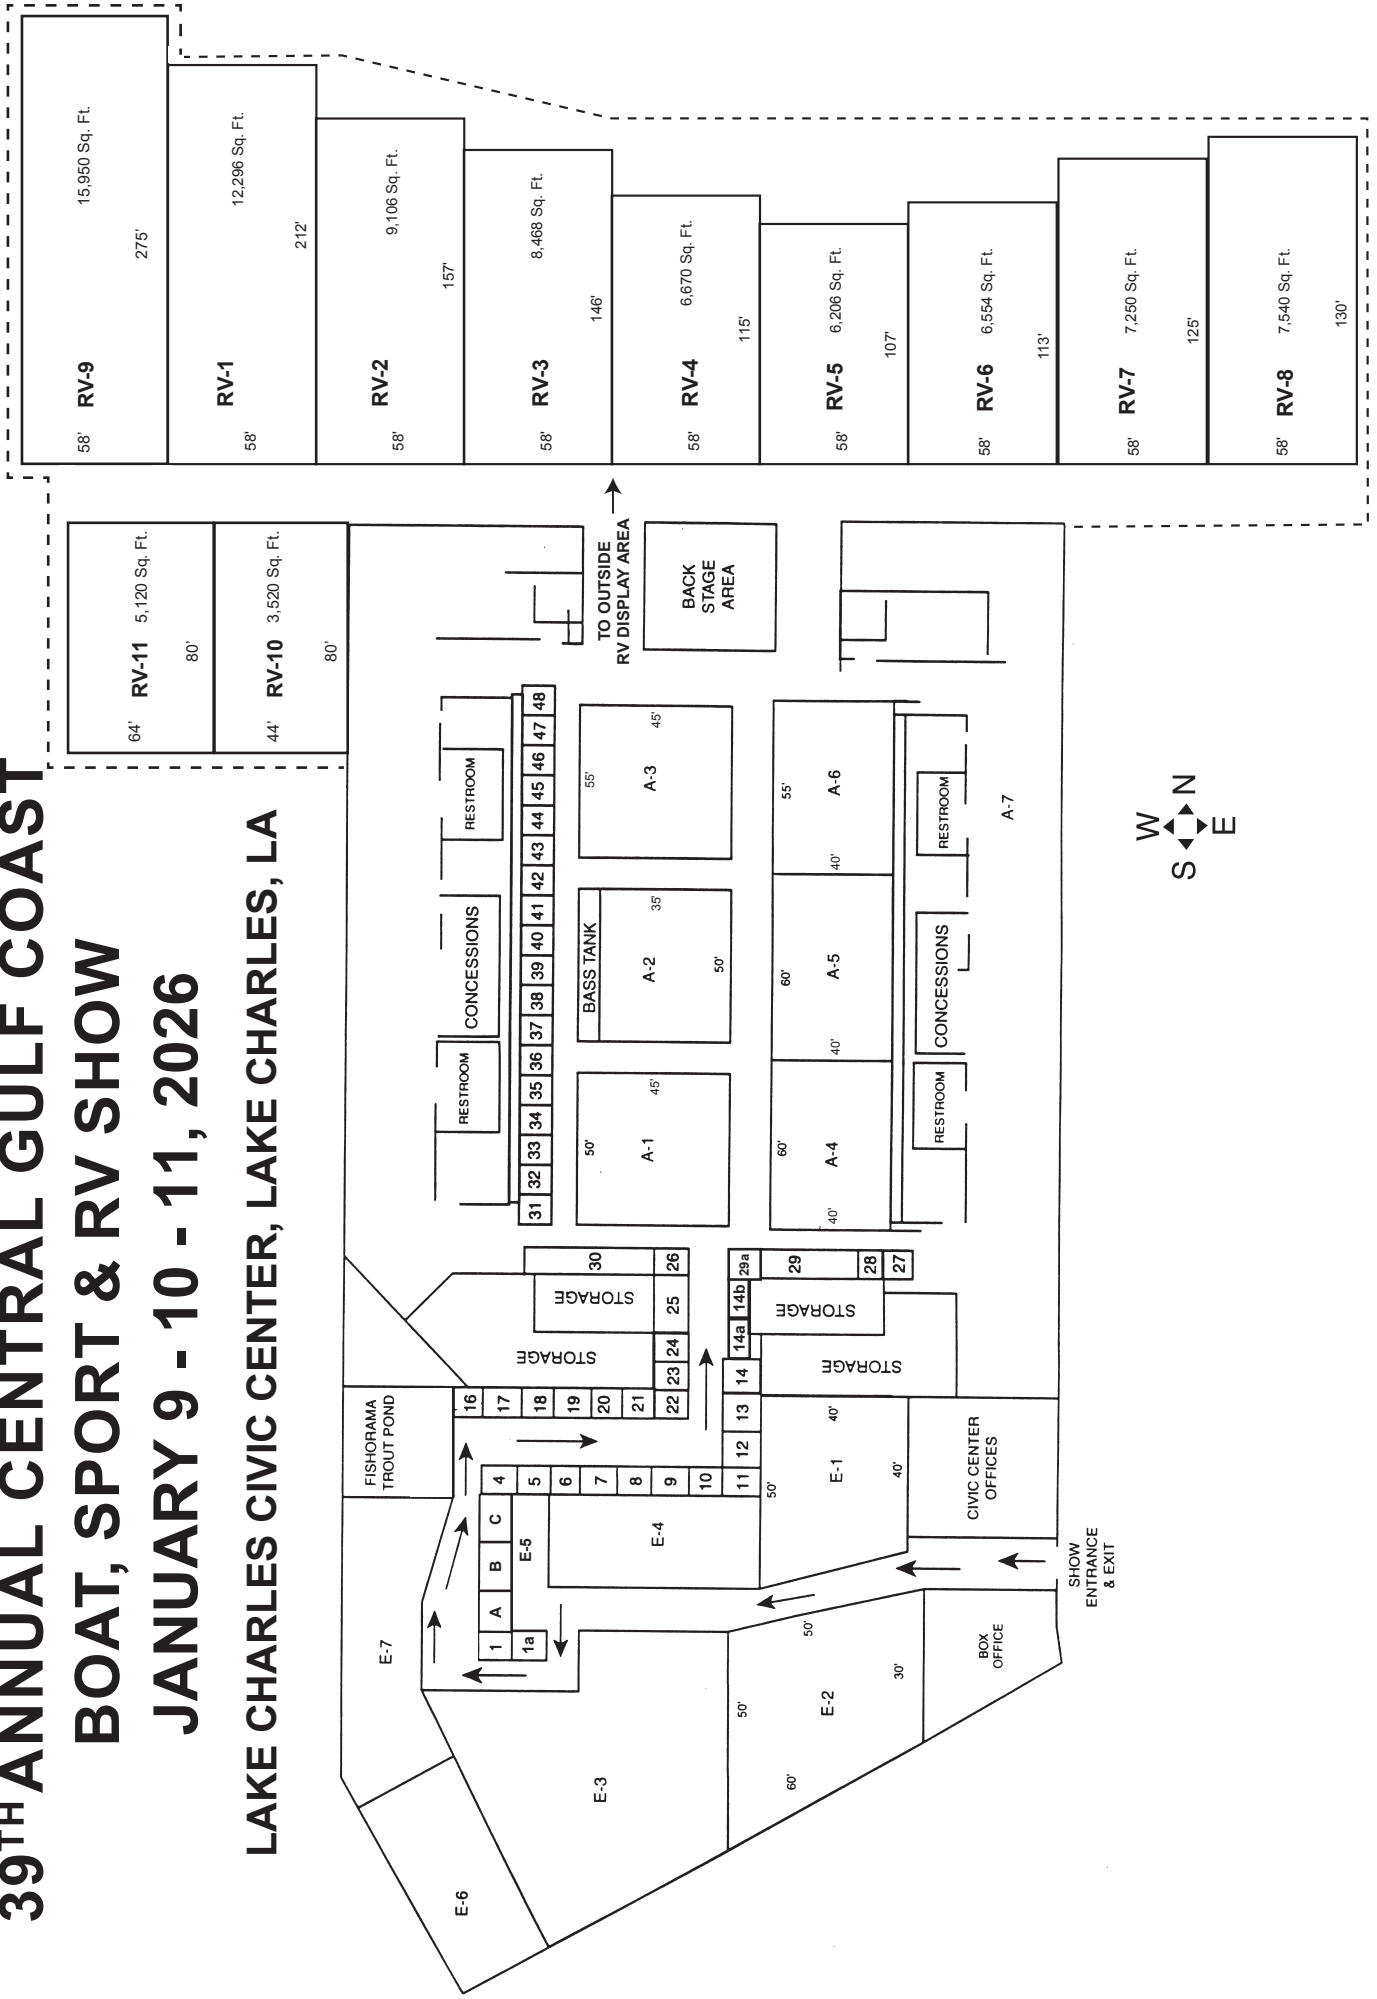 39TH ANNUAL CENTRAL GULF COAST
BOAT, SPORT & RV SHOW
JANUARY 9 - 10 - 11, 2026
LAKE CHARLES CIVIC CENTER, LAKE CHARLES, LA
58' RV-9 15,950 Sq. Ft.
275'
58' RV-1 12,296 Sq. Ft.
212'
58' RV-2 9,106 Sq. Ft.
157'
58' RV-3 8,468 Sq. Ft.
146'
58' RV-4 6,670 Sq. Ft.
115'
58' RV-5 6,206 Sq. Ft.
107'
58' RV-6 6,554 Sq. Ft.
113'
58' RV-7 7,250 Sq. Ft.
125'
58' RV-8 7,540 Sq. Ft.
130'
64' RV-11 5,120 Sq. Ft.
80'
44' RV-10 3,520 Sq. Ft.
80'
TO OUTSIDE
RV DISPLAY AREA
BACK
STAGE
AREA
RESTROOM
CONCESSIONS
RESTROOM
31 32 33 34 35 36 37 38 39 40 41 42 43 44 45 46 47 48
50'
A-1
45'
BASS TANK
A-2
35'
50'
55'
A-3
45'
60'
A-4
40'
60'
A-5
40'
55'
A-6
40'
RESTROOM
CONCESSIONS
RESTROOM
A-7
W
S N
E
FISHORAMA
TROUT POND
STORAGE
STORAGE
30
26
25
24
23
22
16
17
18
19
20
21
29a
29
28
27
14b
14a
14
13
12
11
STORAGE
STORAGE
4
5
6
7
8
9
10
1 A B C
1a
E-5
E-4
50'
E-1
40'
40'
CIVIC CENTER
OFFICES
SHOW
ENTRANCE
& EXIT
BOX
OFFICE
50'
50'
E-2
30'
60'
E-3
E-6
E-7